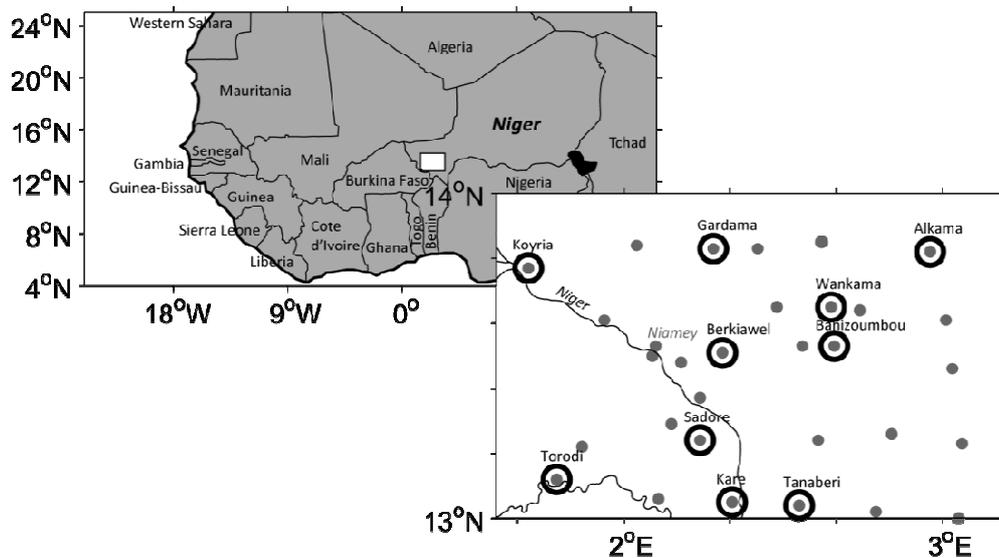 24°N
Western Sahara
Algeria
20°N
Mauritania
16°N
Niger
Senegal
Mali
Tchad
Gambia
12°N
Burkina Faso
Nigeria
Guinea-Bissau
Guinea
8°N
Sierra Leone
Cote
d'Ivoire
Ghana
Togo
Benin
Liberia
4°N
18°W
9°W
0°
14°N
Gardama
Alkama
Koyria
Wankama
Niger
Niamey
Berkiawel
Banizoumbou
Sadore
Torodi
Kare
Tanaberi
13°N
2°E
3°E